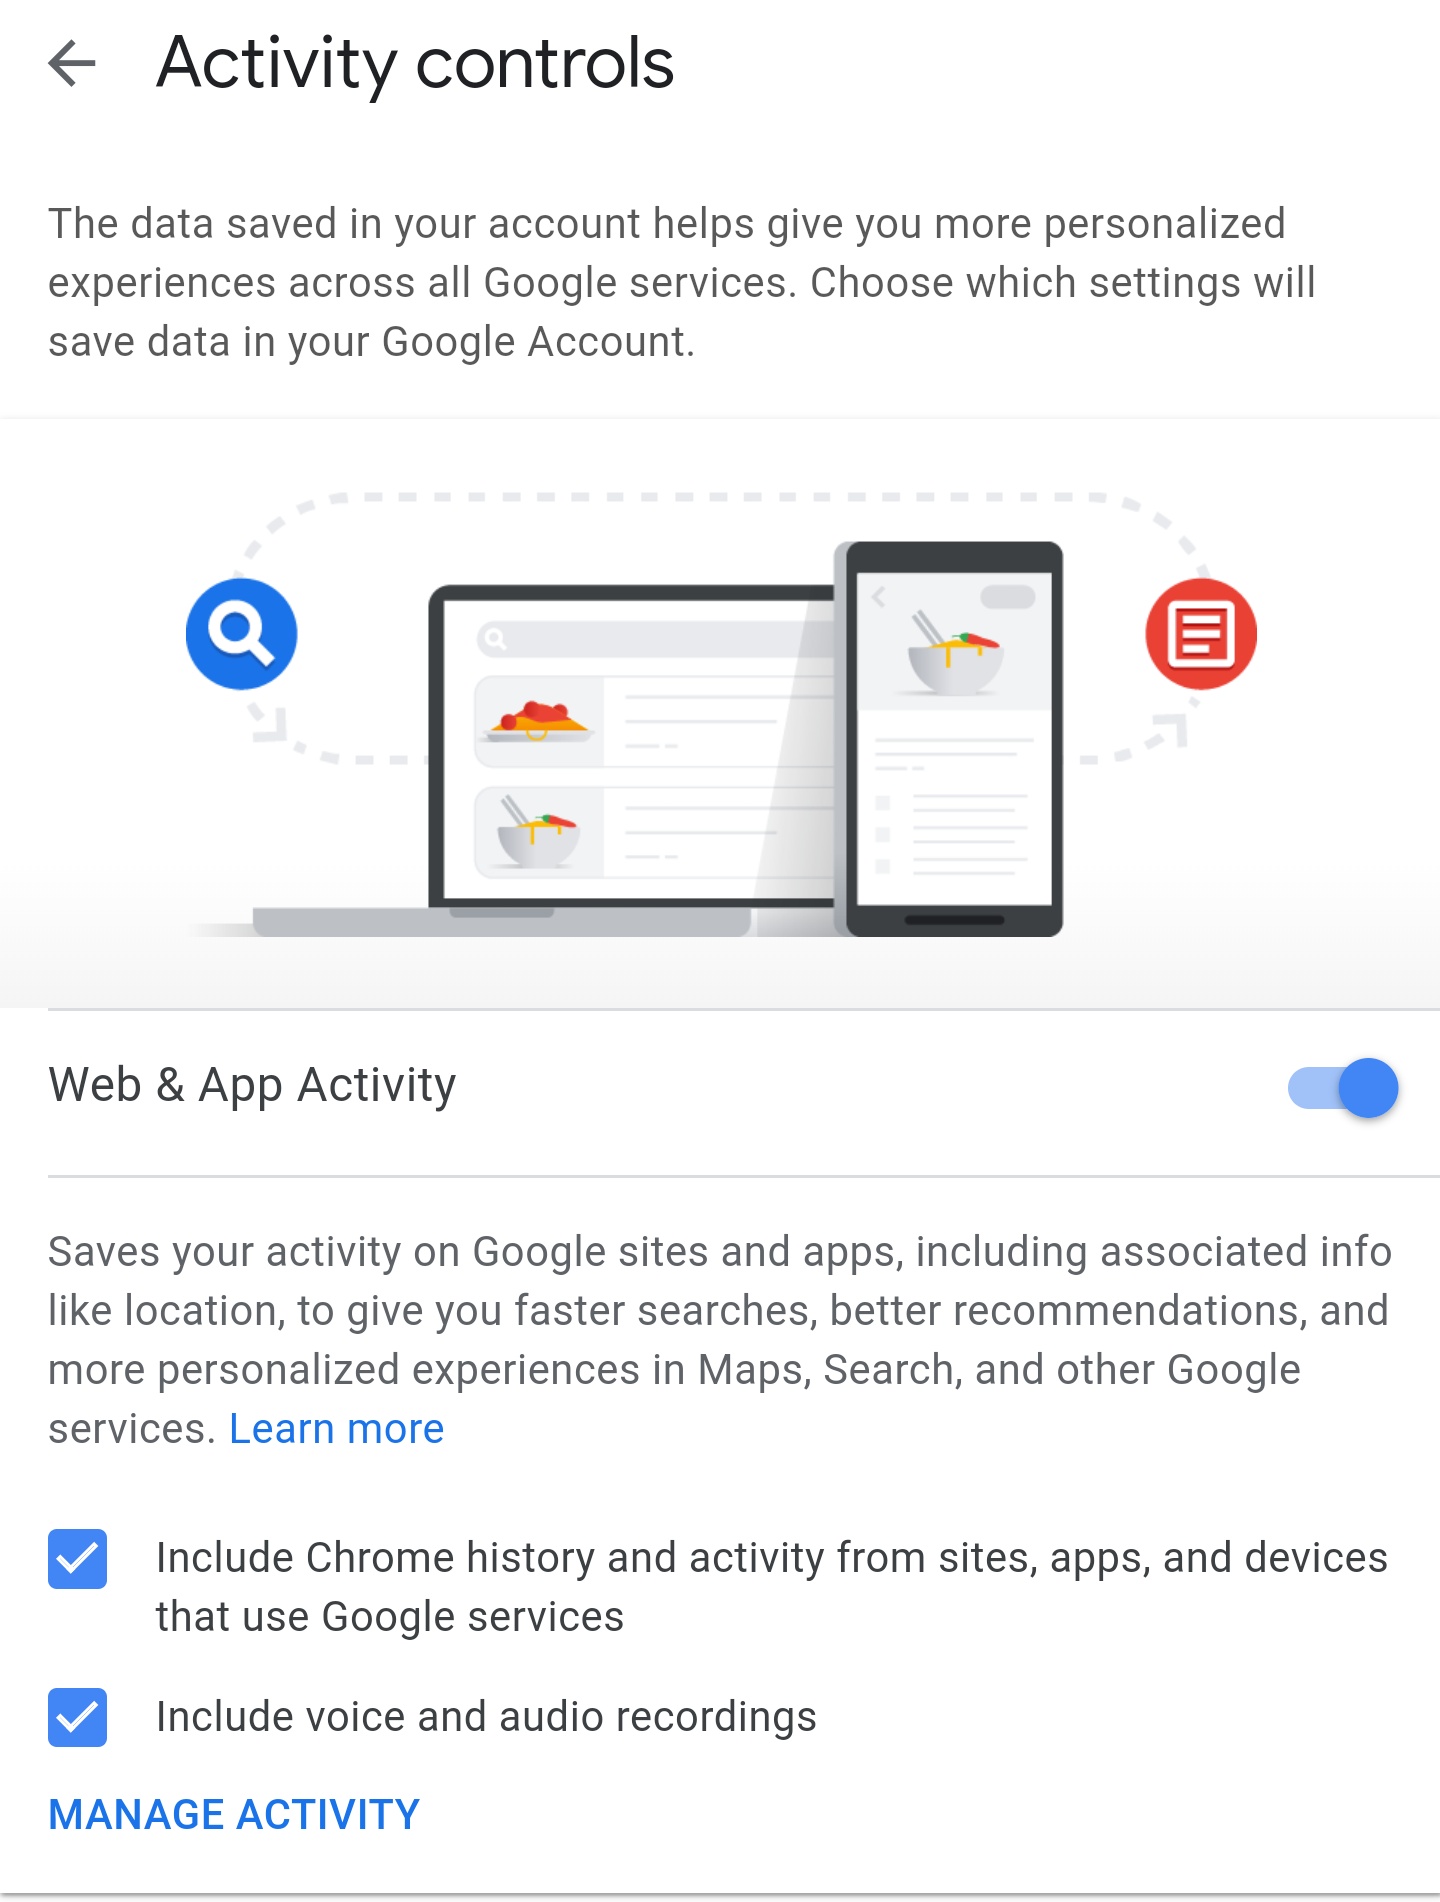 Activity controls
The data saved in your account helps give you more personalized
experiences across all Google services. Choose which settings will
save data in your Google Account.
Web & App Activity
Saves your activity on Google sites and apps, including associated info
like location, to give you faster searches, better recommendations, and
more personalized experiences in Maps, Search, and other Google
services. Learn more
Include Chrome history and activity from sites, apps, and devices
that use Google services
Include voice and audio recordings
MANAGE ACTIVITY